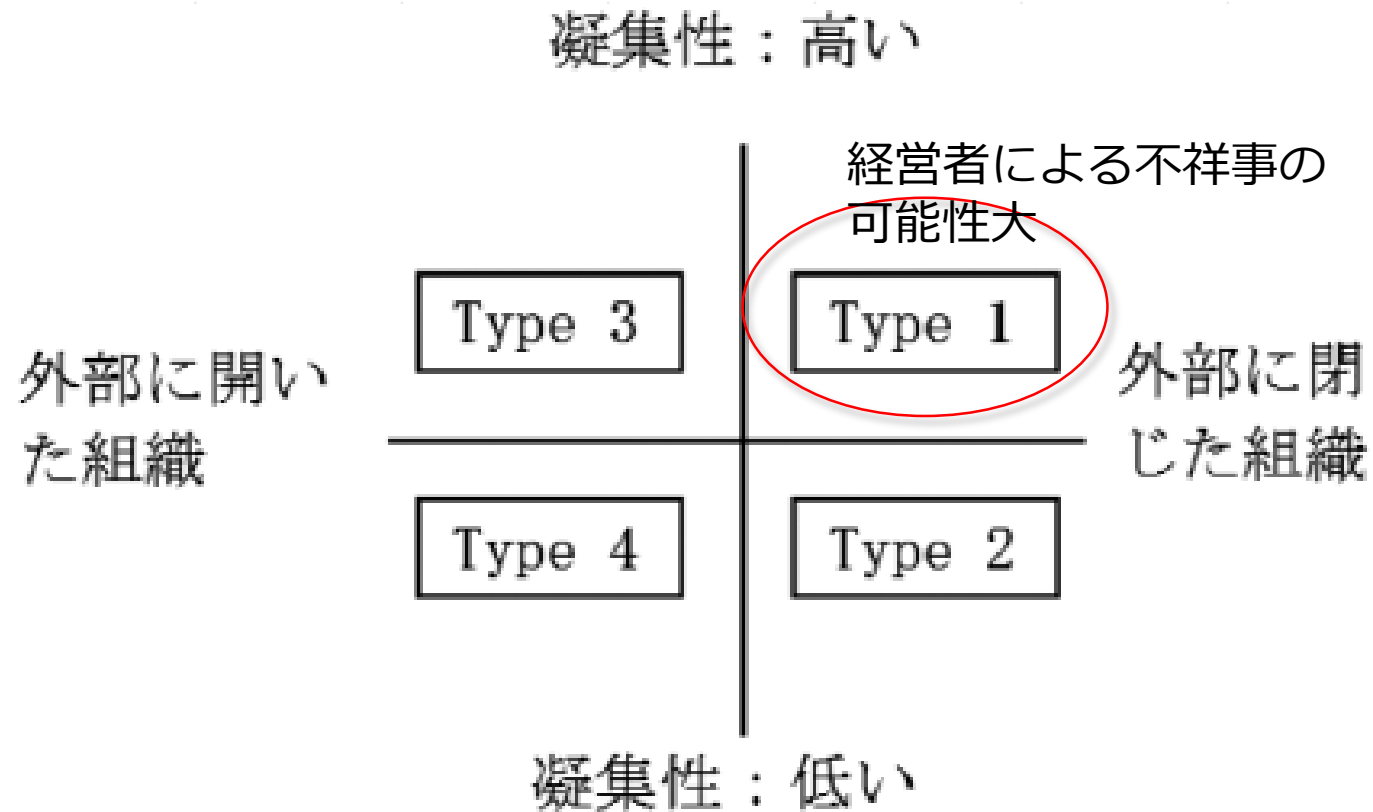 凝集性：高い
経営者による不祥事の
可能性大
Type 3
Type 1
外部に開い
た組織
外部に閉
じた組織
Type 4
Type 2
凝集性：低い